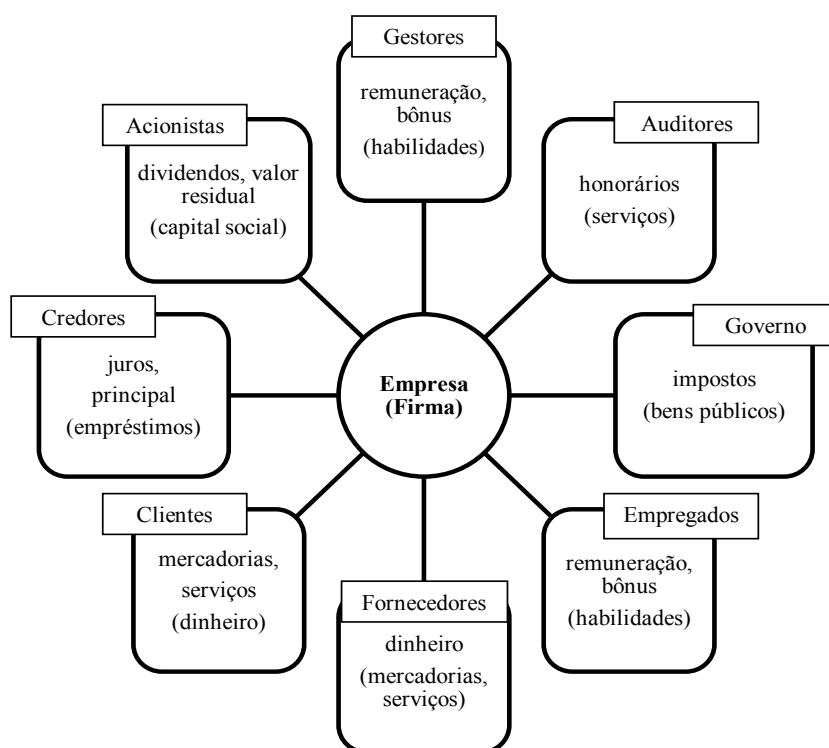 Gestores
remuneração,
bônus
(habilidades)
Acionistas
dividendos, valor
residual
(capital social)
Auditores
honorários
(serviços)
Credores
juros,
principal
(empréstimos)
Empresa
(Firma)
Governo
impostos
(bens públicos)
Clientes
mercadorias,
serviços
(dinheiro)
Fornecedores
dinheiro
(mercadorias,
serviços)
Empregados
remuneração,
bônus
(habilidades)